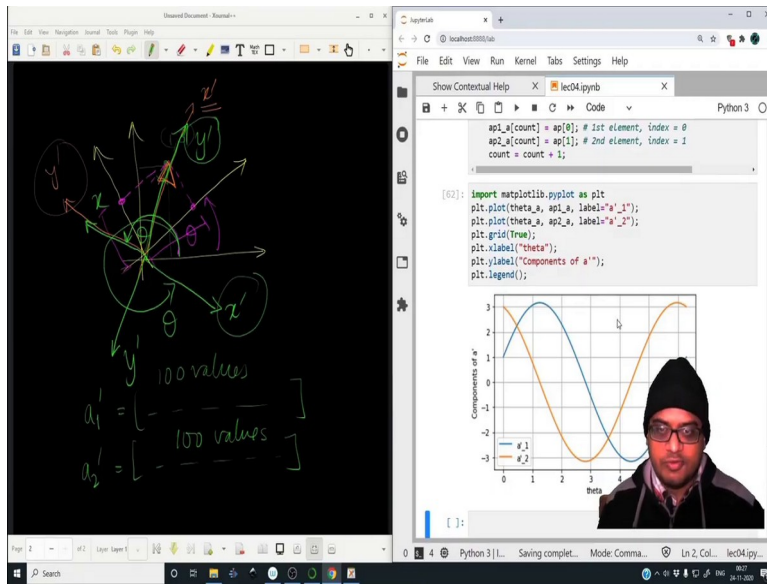 Unsaved Document - Xournal++
File Edit View Navigation Journal Tools Plugin Help
x'
y'
y'
x
θ
θ
θ
x'
y'
100 values
a₁' = [ - - - - ]
100 values
a₂' = [ - - - - ]
Page 2 of 2 Layer Layer 1
Search
JupyterLab
localhost:8888/lab
File Edit View Run Kernel Tabs Settings Help
Show Contextual Help
lec04.ipynb
Code
Python 3
ap1_a[count] = ap[0]; # 1st element, index = 0
ap2_a[count] = ap[1]; # 2nd element, index = 1
count = count + 1;
[62]: import matplotlib.pyplot as plt
plt.plot(theta_a, ap1_a, label="a'_1");
plt.plot(theta_a, ap2_a, label="a'_2");
plt.grid(True);
plt.xlabel("theta");
plt.ylabel("Components of a'");
plt.legend();
3
2
1
0
-1
-2
-3
Components of a'
a'_1
a'_2
0 1 2 3 4
theta
[ ]:
0 4 Python 3 | I... Saving complet... Mode: Comma... Ln 2, Col... lec04.ipy...
ENG
00:27
24-11-2020